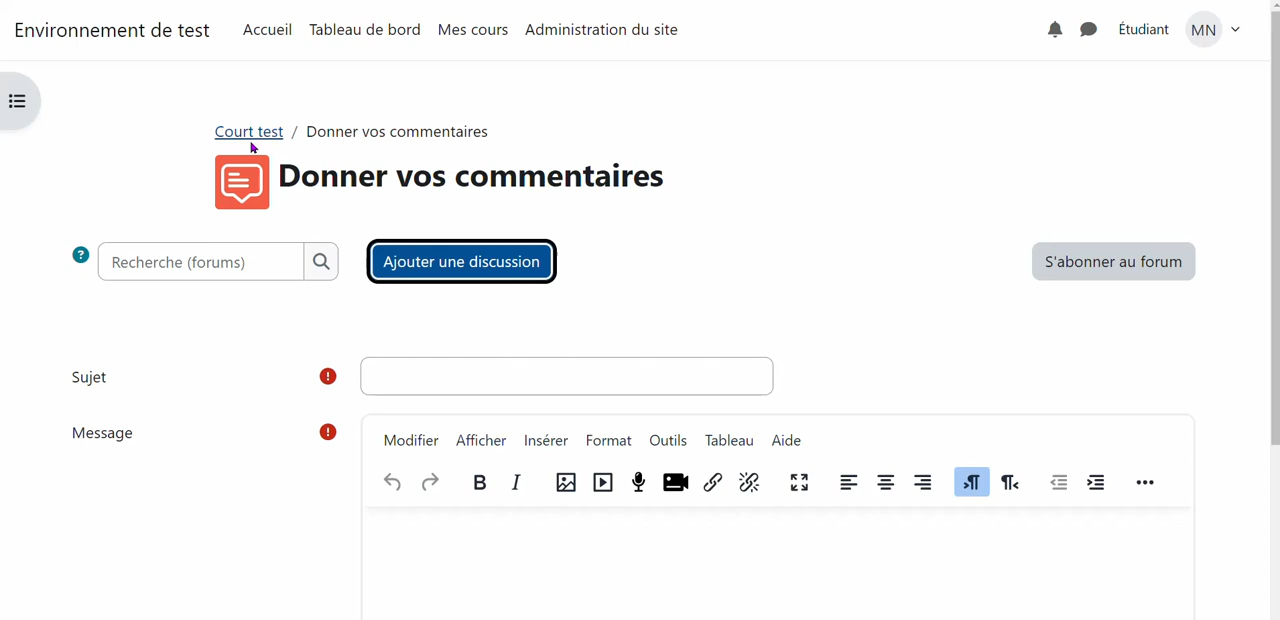 Environnement de test Accueil Tableau de bord Mes cours Administration du site Étudiant MN
Court test / Donner vos commentaires
Donner vos commentaires
? Recherche (forums) Ajouter une discussion S'abonner au forum
Sujet
Message
Modifier Afficher Insérer Format Outils Tableau Aide
B I